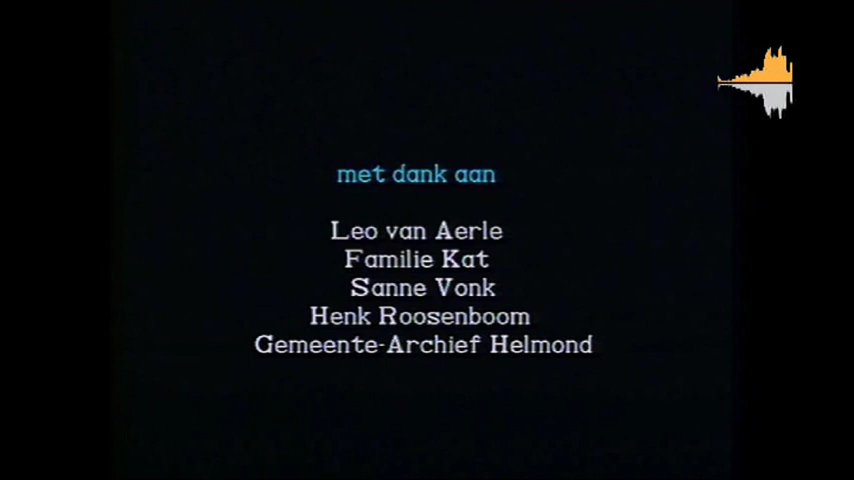 met dank aan
Leo van Aerle
Familie Kat
Sanne Vonk
Henk Roosenboom
Gemeente-Archief Helmond